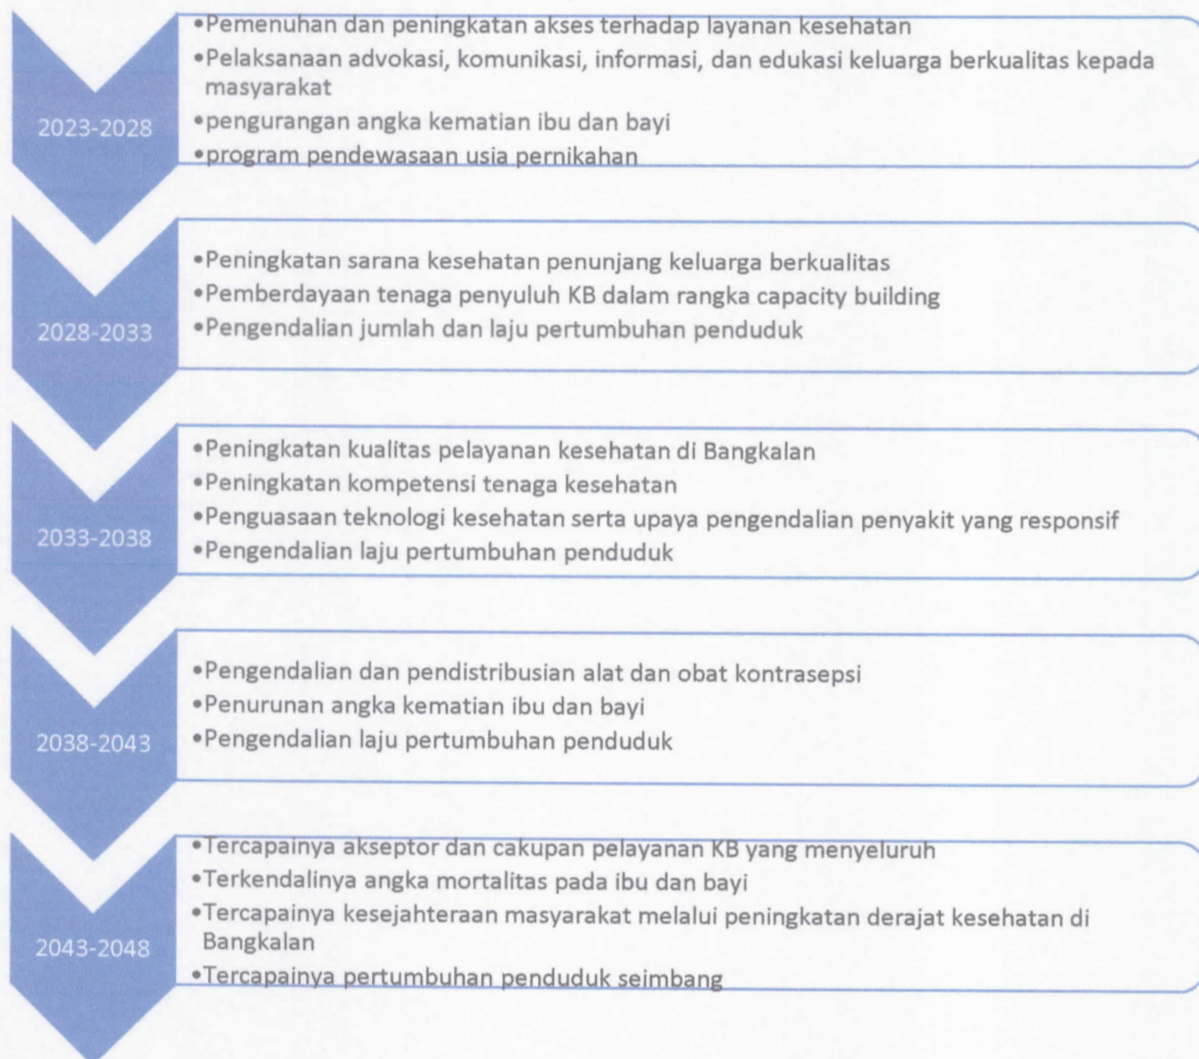 •Pemenuhan dan peningkatan akses terhadap layanan kesehatan
•Pelaksanaan advokasi, komunikasi, informasi, dan edukasi keluarga berkualitas kepada
masyarakat
2023-2028
•pengurangan angka kematian ibu dan bayi
•program pendewasaan usia pernikahan
•Peningkatan sarana kesehatan penunjang keluarga berkualitas
•Pemberdayaan tenaga penyuluh KB dalam rangka capacity building
2028-2033
•Pengendalian jumlah dan laju pertumbuhan penduduk
•Peningkatan kualitas pelayanan kesehatan di Bangkalan
•Peningkatan kompetensi tenaga kesehatan
•Penguasaan teknologi kesehatan serta upaya pengendalian penyakit yang responsif
2033-2038
•Pengendalian laju pertumbuhan penduduk
•Pengendalian dan pendistribusian alat dan obat kontrasepsi
•Penurunan angka kematian ibu dan bayi
2038-2043
•Pengendalian laju pertumbuhan penduduk
•Tercapainya akseptor dan cakupan pelayanan KB yang menyeluruh
•Terkendalinya angka mortalitas pada ibu dan bayi
•Tercapainya kesejahteraan masyarakat melalui peningkatan derajat kesehatan di
Bangkalan
2043-2048
•Tercapainya pertumbuhan penduduk seimbang